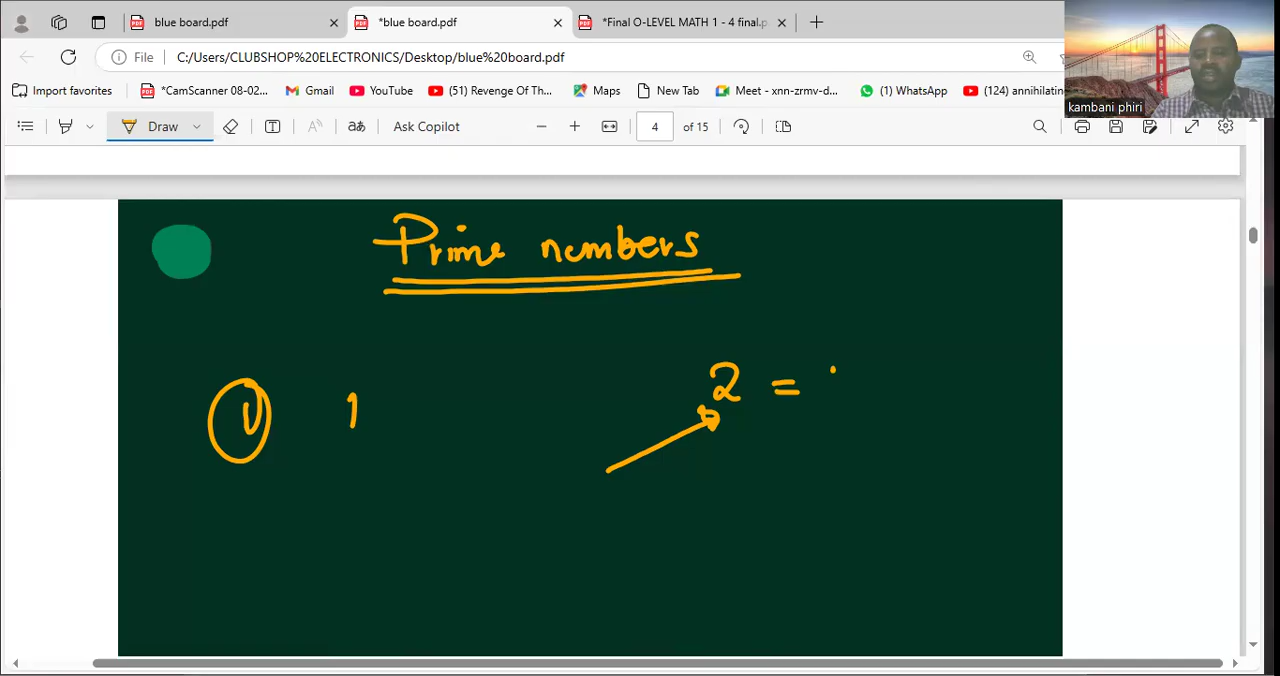 blue board.pdf
*blue board.pdf
*Final O-LEVEL MATH 1 - 4 final.p
File
C:/Users/CLUBSHOP%20ELECTRONICS/Desktop/blue%20board.pdf
Import favorites
*CamScanner 08-02...
Gmail
YouTube
(51) Revenge Of Th...
Maps
New Tab
Meet - xnn-zrmv-d...
(1) WhatsApp
(124) annihilating
kambani phiri
Draw
Ask Copilot
4 of 15
Prime numbers
1
2 =